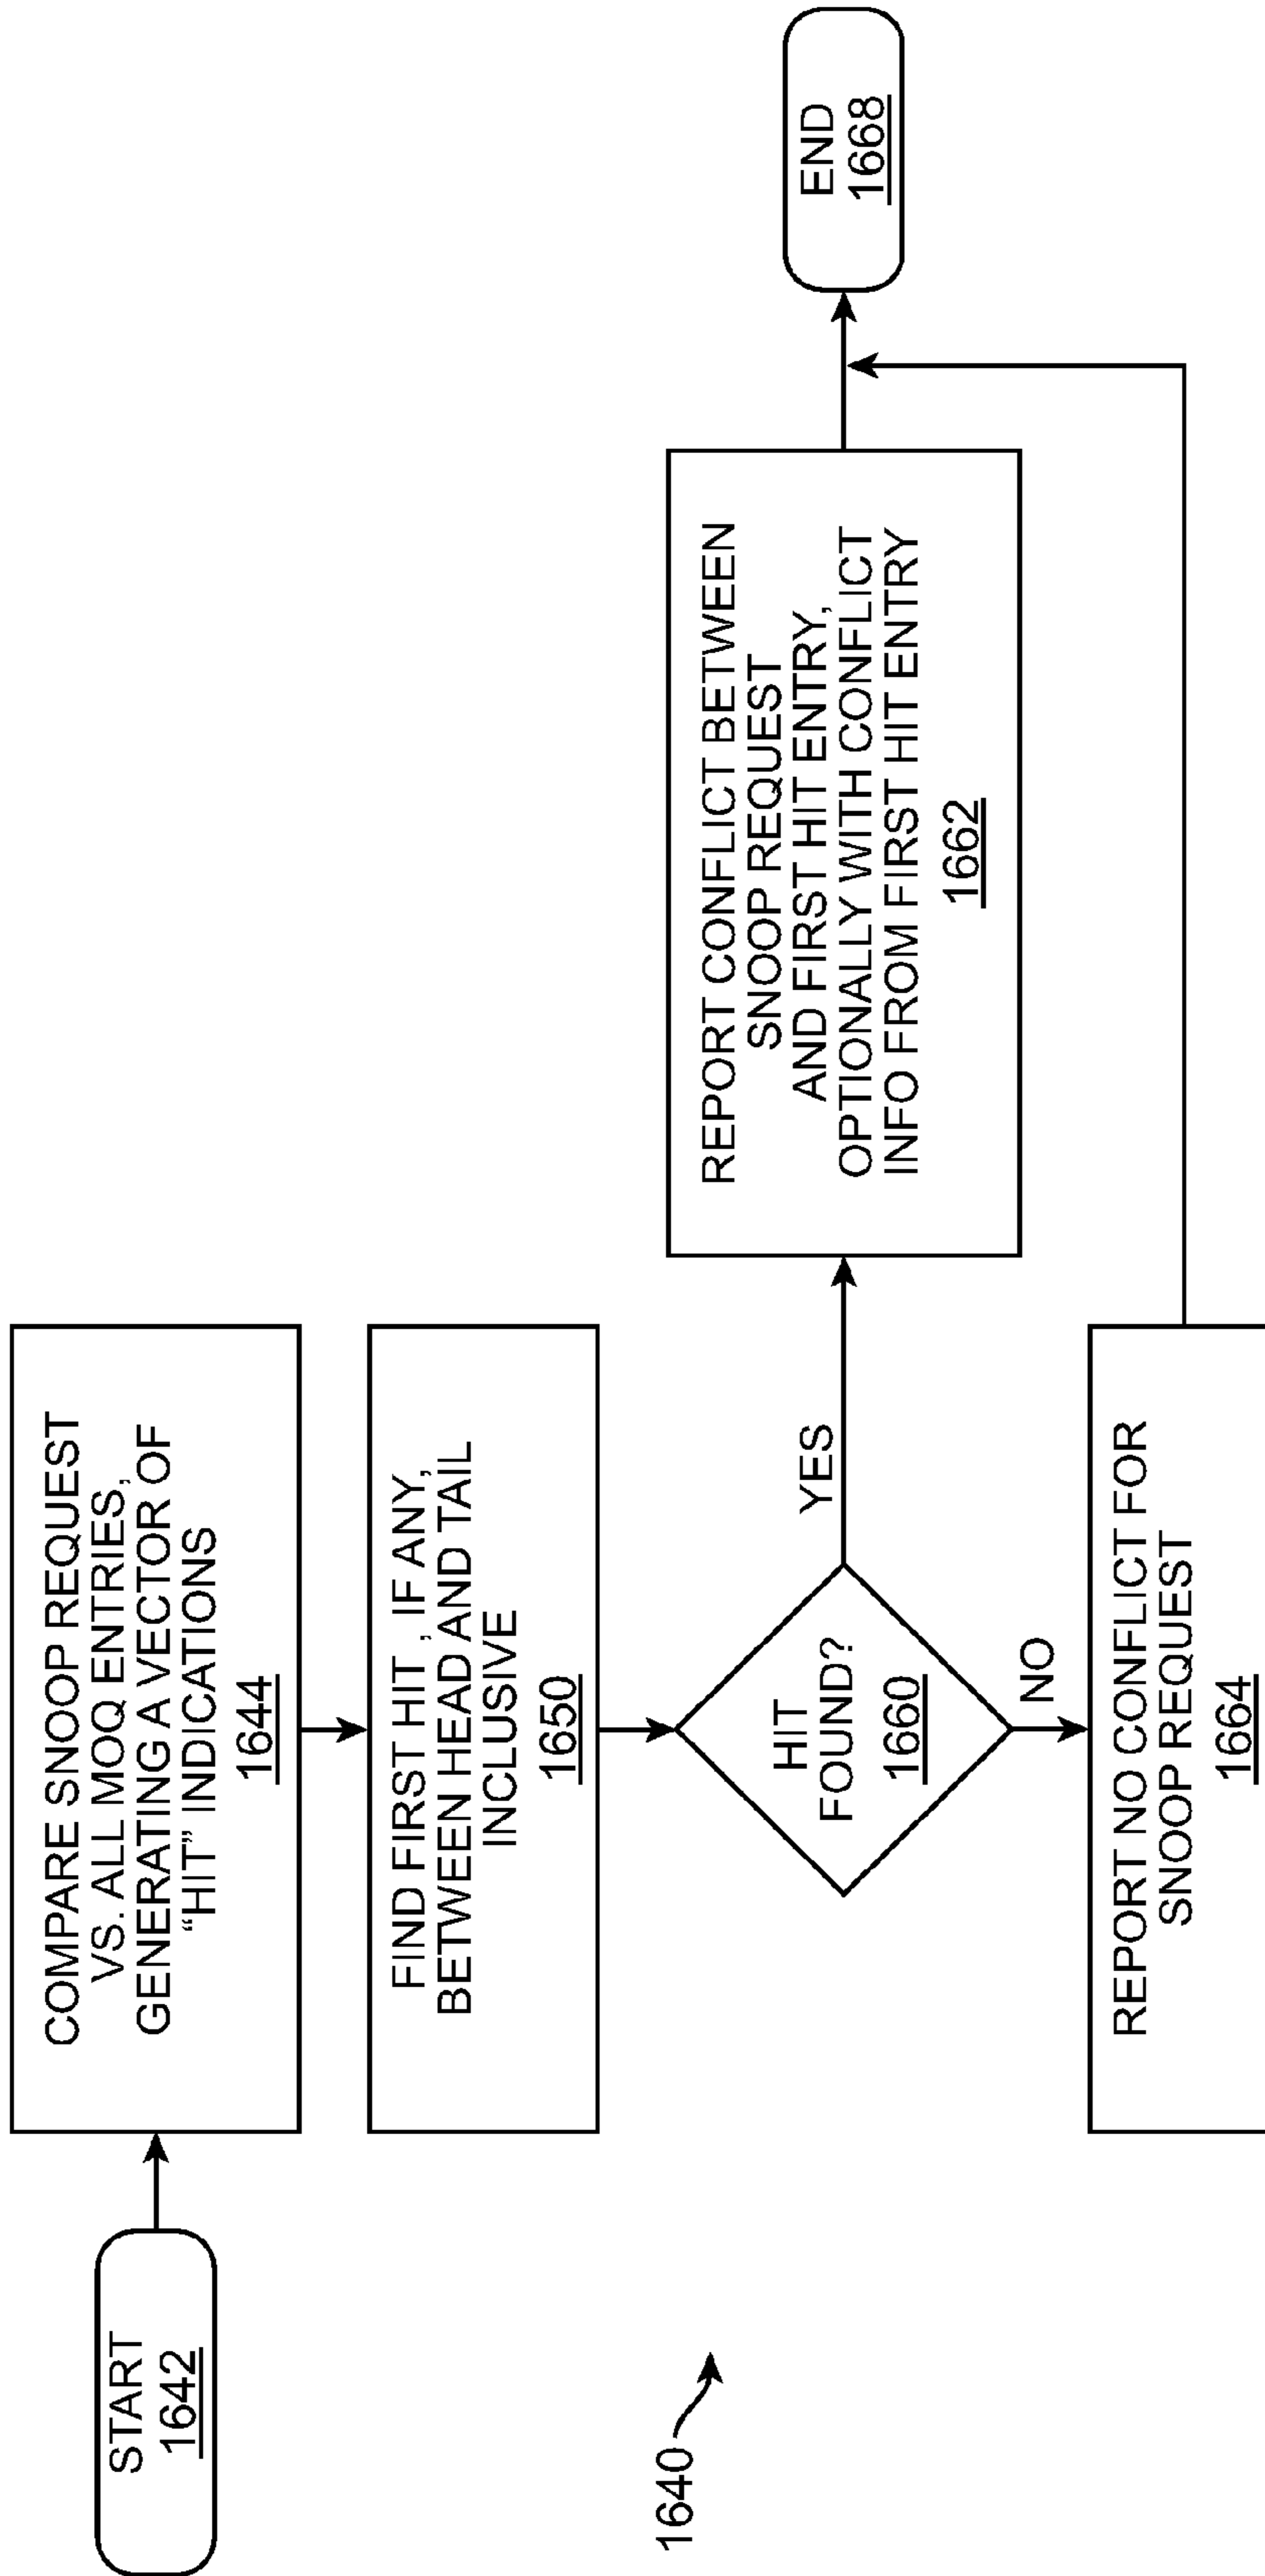 START
1642
COMPARE SNOOP REQUEST
VS. ALL MOQ ENTRIES,
GENERATING A VECTOR OF
“HIT” INDICATIONS
1644
FIND FIRST HIT , IF ANY,
BETWEEN HEAD AND TAIL
INCLUSIVE
1650
HIT
FOUND?
1660
YES
NO
REPORT CONFLICT BETWEEN
SNOOP REQUEST
AND FIRST HIT ENTRY,
OPTIONALLY WITH CONFLICT
INFO FROM FIRST HIT ENTRY
1662
REPORT NO CONFLICT FOR
SNOOP REQUEST
1664
END
1668
1640